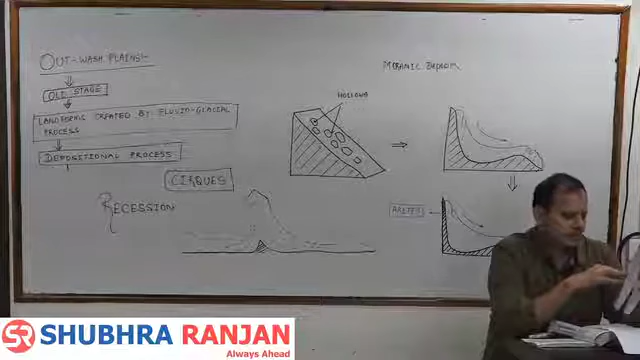 OUT-WASH PLAINS:-
OLD STAGE
LANDFORMS CREATED BY FLUVIO-GLACIAL
PROCESS
DEPOSITIONAL PROCESS
CIRQUES
RECESSION
HOLLOWS
ARETES
SR SHUBHRA RANJAN
Always Ahead